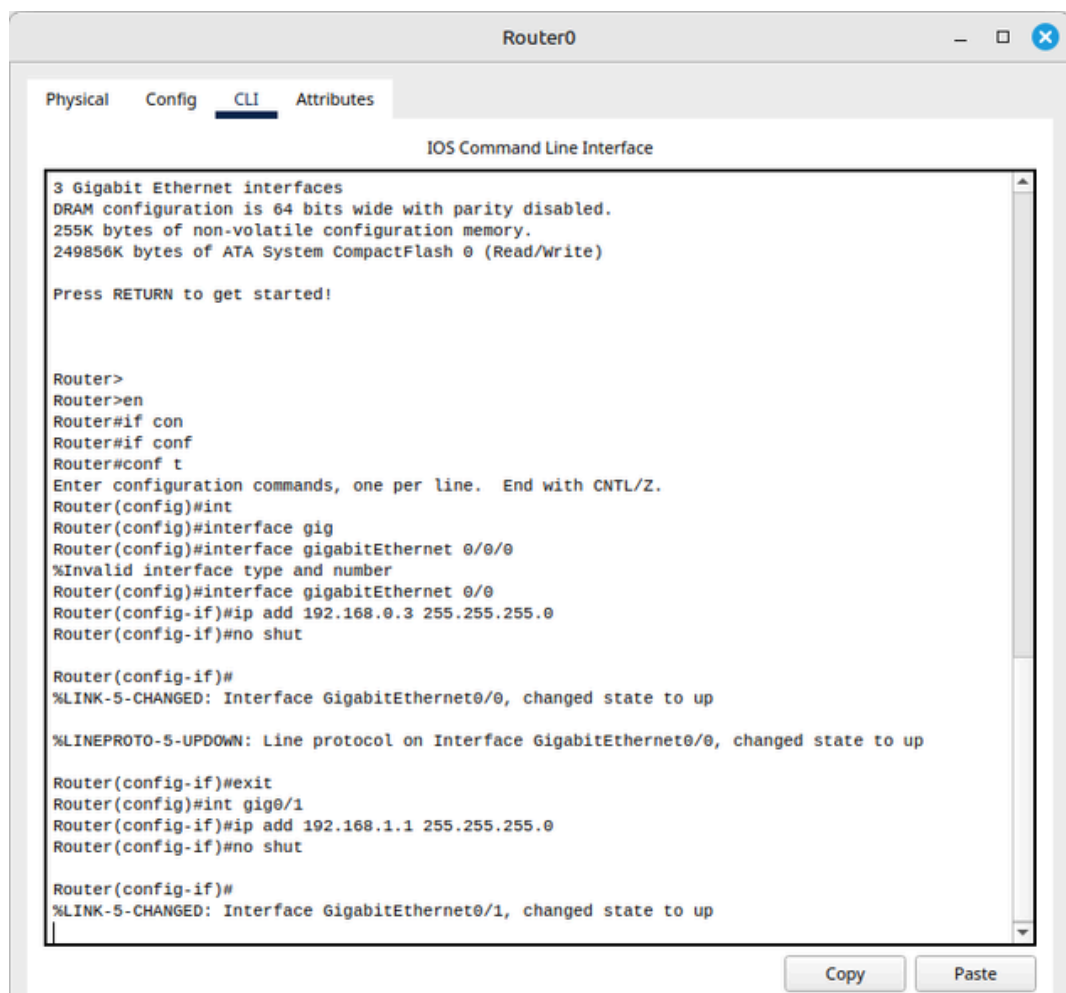 Router0
Physical Config CLI Attributes
IOS Command Line Interface
3 Gigabit Ethernet interfaces
DRAM configuration is 64 bits wide with parity disabled.
255K bytes of non-volatile configuration memory.
249856K bytes of ATA System CompactFlash 0 (Read/Write)
Press RETURN to get started!
Router>
Router>en
Router#if con
Router#if conf
Router#conf t
Enter configuration commands, one per line.  End with CNTL/Z.
Router(config)#int
Router(config)#interface gig
Router(config)#interface gigabitEthernet 0/0/0
%Invalid interface type and number
Router(config)#interface gigabitEthernet 0/0
Router(config-if)#ip add 192.168.0.3 255.255.255.0
Router(config-if)#no shut
Router(config-if)#
%LINK-5-CHANGED: Interface GigabitEthernet0/0, changed state to up
%LINEPROTO-5-UPDOWN: Line protocol on Interface GigabitEthernet0/0, changed state to up
Router(config-if)#exit
Router(config)#int gig0/1
Router(config-if)#ip add 192.168.1.1 255.255.255.0
Router(config-if)#no shut
Router(config-if)#
%LINK-5-CHANGED: Interface GigabitEthernet0/1, changed state to up
Copy Paste